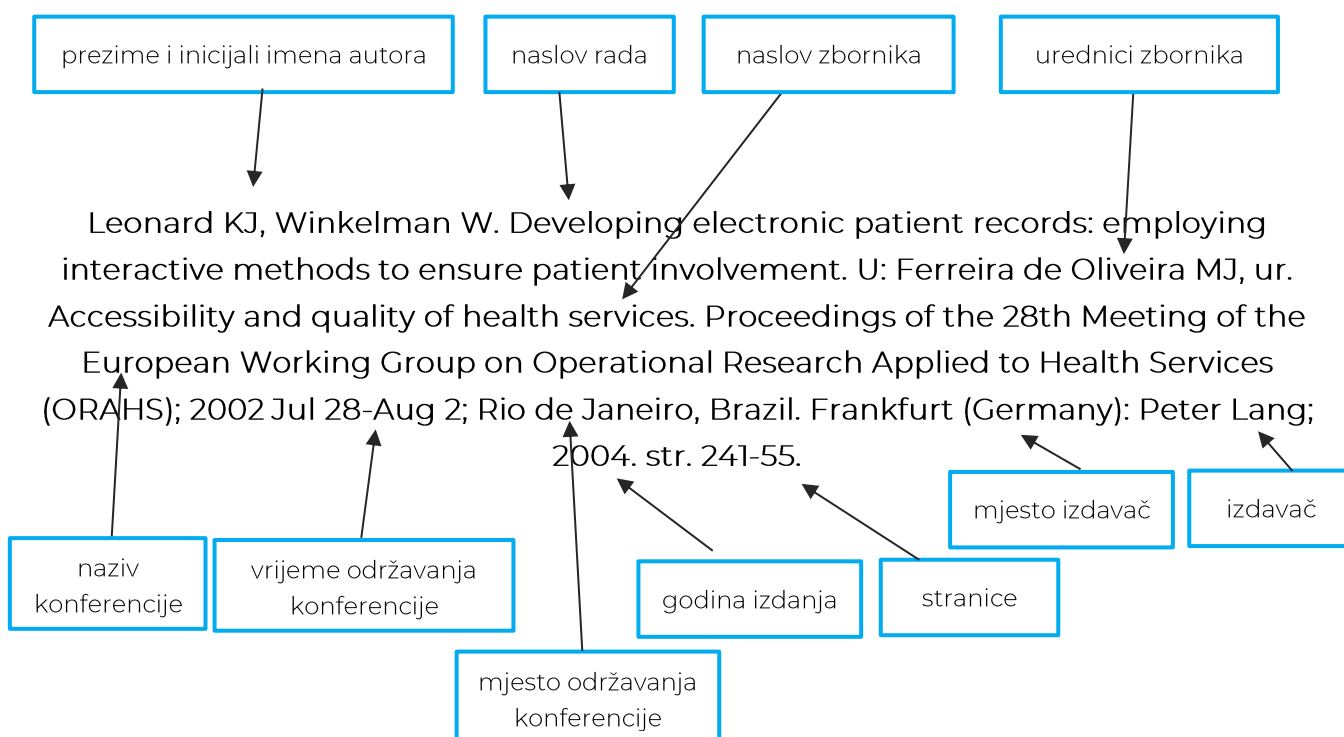 prezime i inicijali imena autora
naslov rada
naslov zbornika
urednici zbornika
Leonard KJ, Winkelman W. Developing electronic patient records: employing
interactive methods to ensure patient involvement. U: Ferreira de Oliveira MJ, ur.
Accessibility and quality of health services. Proceedings of the 28th Meeting of the
European Working Group on Operational Research Applied to Health Services
(ORAHS); 2002 Jul 28-Aug 2; Rio de Janeiro, Brazil. Frankfurt (Germany): Peter Lang;
2004. str. 241-55.
mjesto izdavač
izdavač
naziv
konferencije
vrijeme održavanja
konferencije
godina izdanja
stranice
mjesto održavanja
konferencije